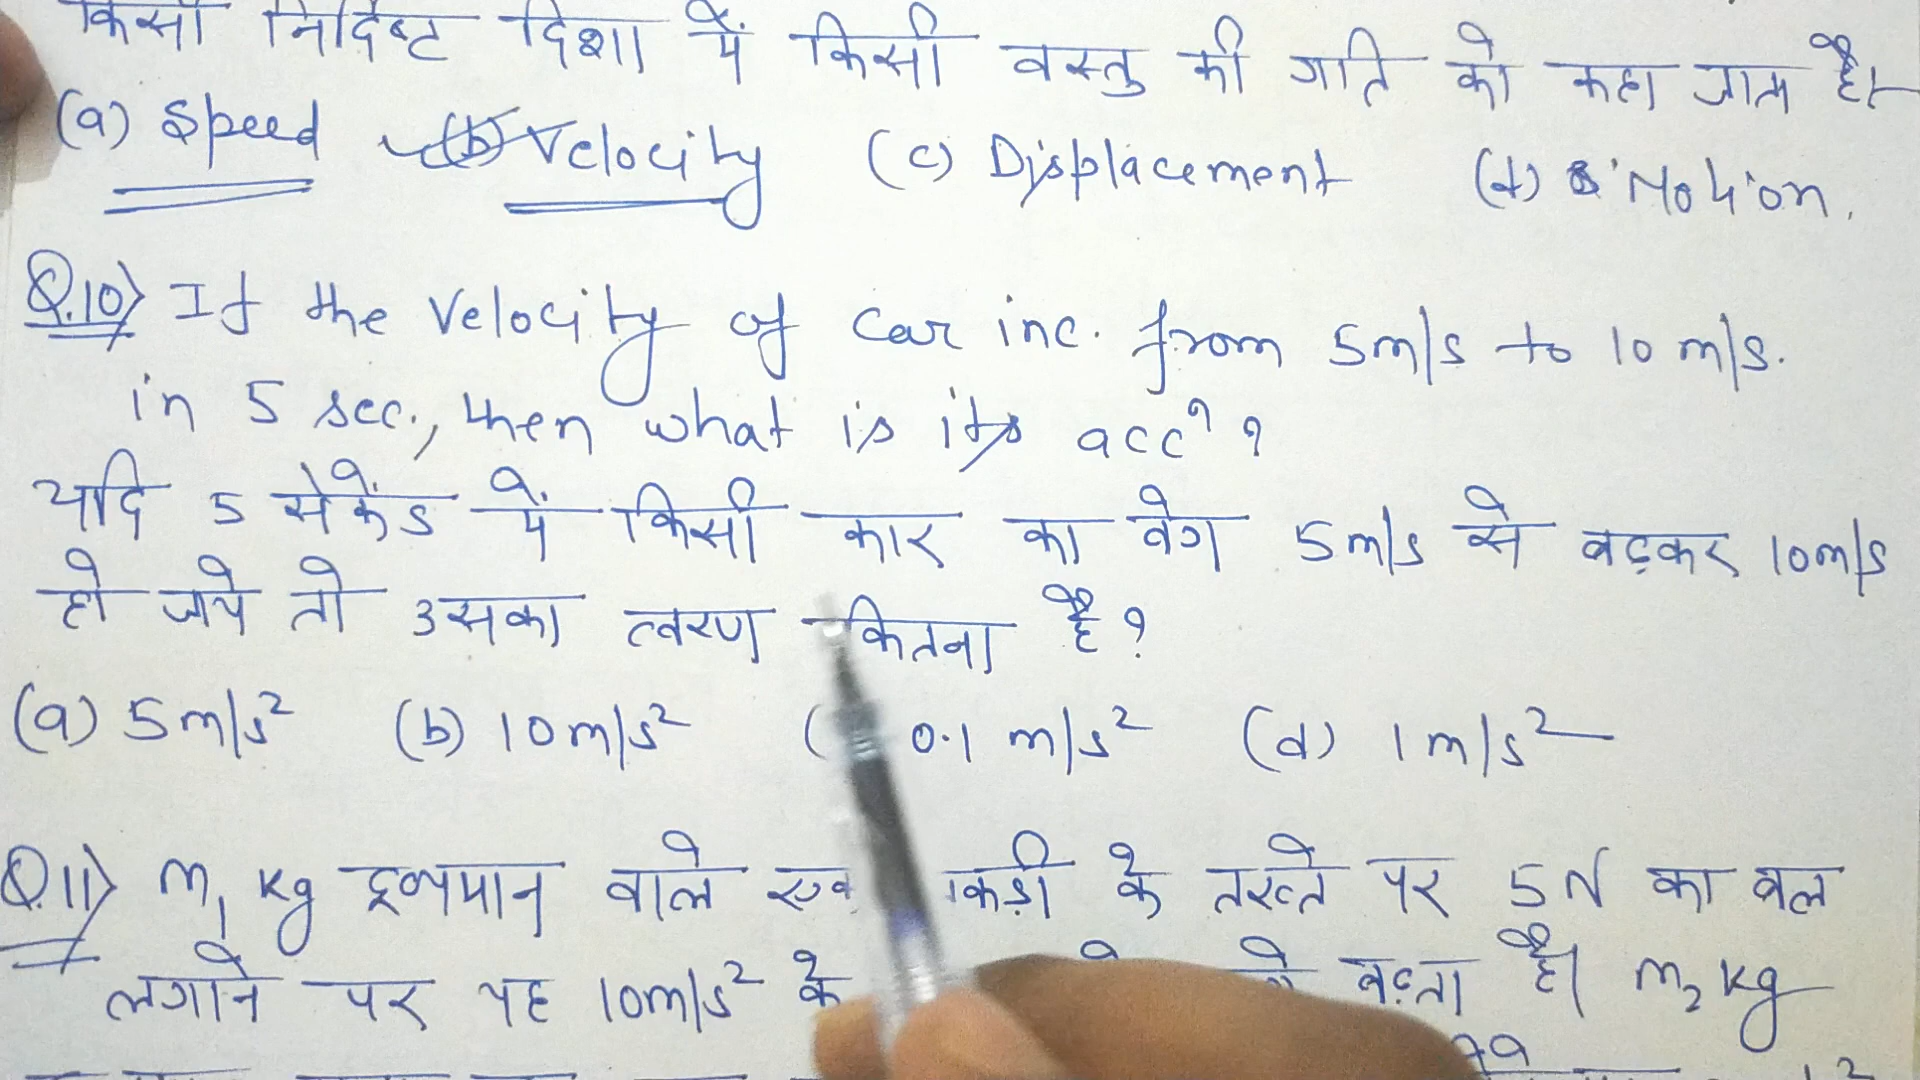 किसी निर्दिष्ट दिशा में किसी वस्तु की गति को कहा जाता है।
(a) Speed (b) Velocity (c) Displacement (d) Motion.
Q.10) If the Velocity of car inc. from 5m/s to 10 m/s.
in 5 sec., then what is its accⁿ ?
यदि 5 सेकेंड में किसी कार का वेग 5m/s से बढ़कर 10m/s
हो जाये तो उसका त्वरण कितना है ?
(a) 5m/s² (b) 10m/s² ( 0.1 m/s² (d) 1m/s²
Q.11) m₁ kg द्रव्यमान वाले के तख्ते पर 5N का बल
लगाने पर यह 10m/s² के बढ़ता है। m₂ kg